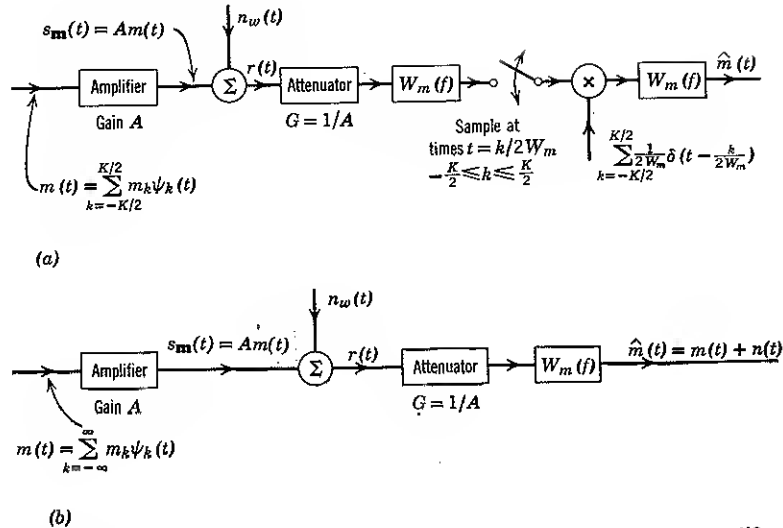 s_m(t) = Am(t)
n_w(t)
r(t)
Amplifier
Gain A
Σ
Attenuator
G = 1/A
W_m(f)
×
W_m(f)
m̂(t)
Sample at
times t = k/2W_m
-K/2 ≤ k ≤ K/2
K/2 Σ k=-K/2 1/2W_m δ(t - k/2W_m)
m(t) = K/2 Σ k=-K/2 m_k ψ_k(t)
(a)
n_w(t)
s_m(t) = Am(t)
r(t)
m̂(t) = m(t) + n(t)
Amplifier
Gain A
Σ
Attenuator
G = 1/A
W_m(f)
m(t) = ∞ Σ k=-∞ m_k ψ_k(t)
(b)